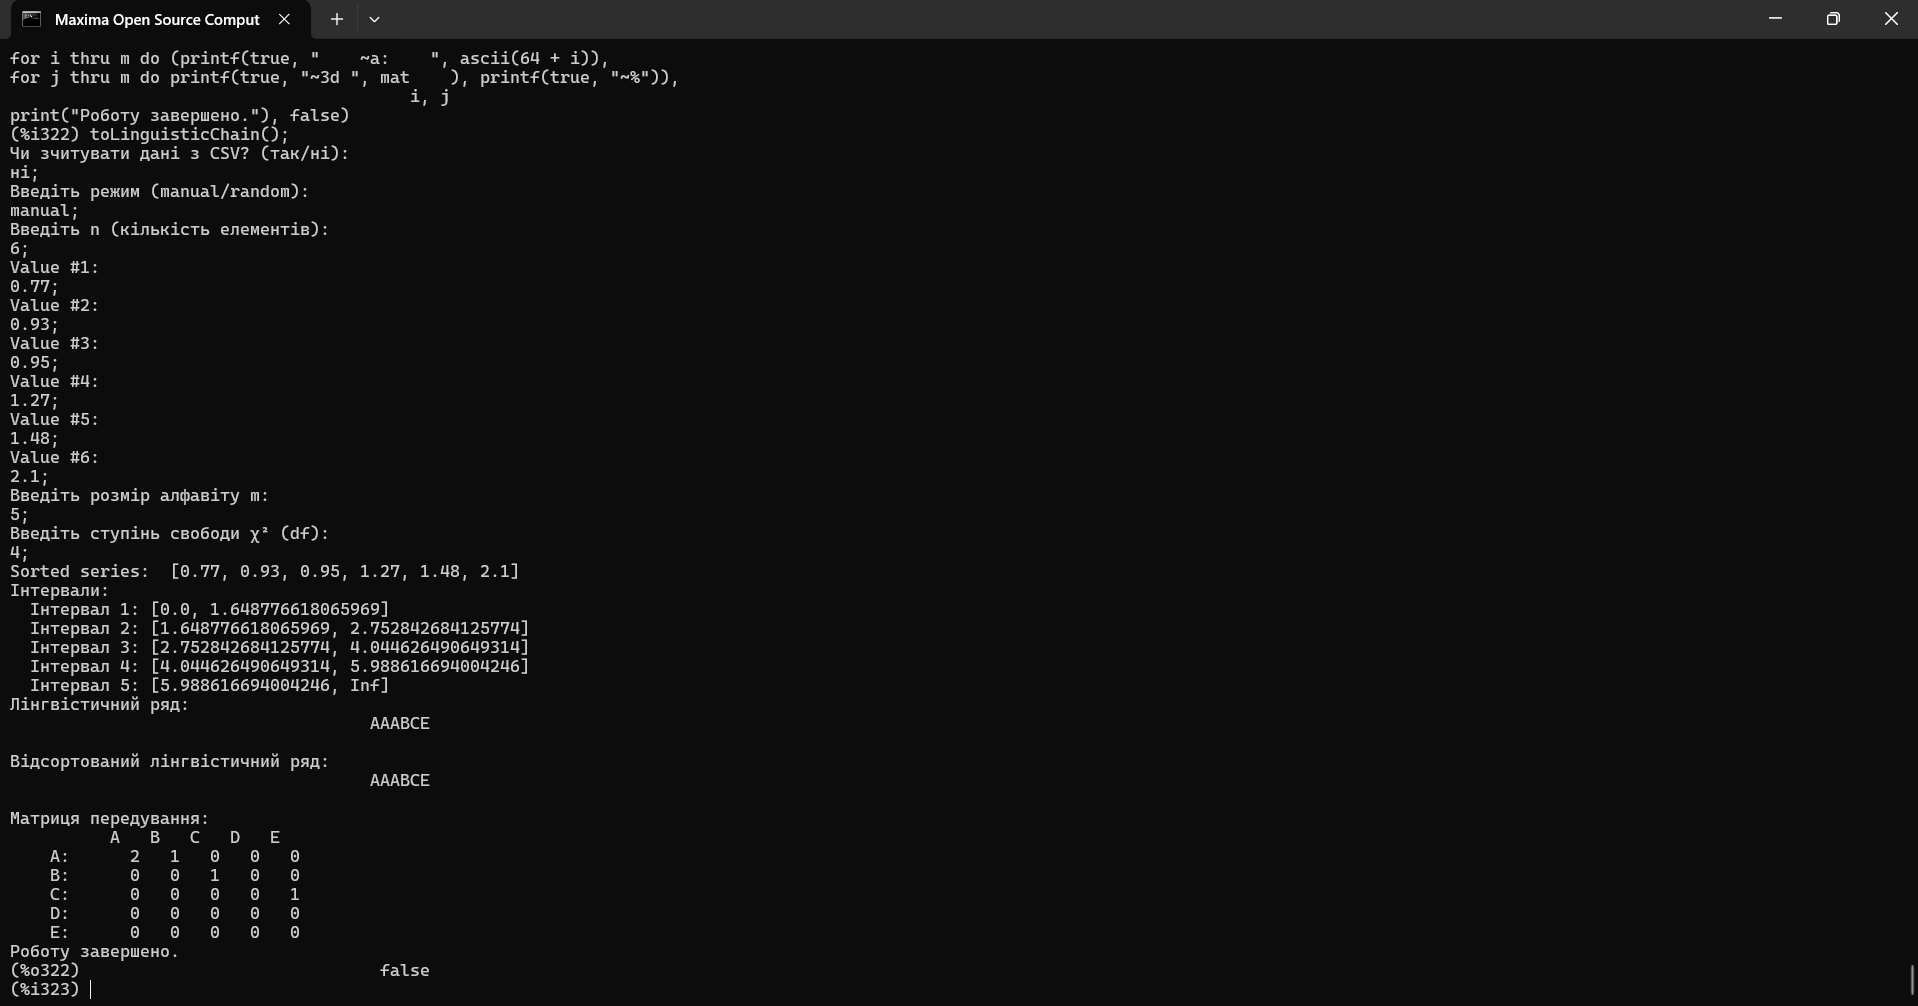 Maxima Open Source Comput
for i thru m do (printf(true, "    ~a:    ", ascii(64 + i)),
for j thru m do printf(true, "~3d ", mat    ), printf(true, "~%")),
i, j
print("Роботу завершено."), false)
(%i322) toLinguisticChain();
Чи зчитувати дані з CSV? (так/ні):
ні;
Введіть режим (manual/random):
manual;
Введіть n (кількість елементів):
6;
Value #1:
0.77;
Value #2:
0.93;
Value #3:
0.95;
Value #4:
1.27;
Value #5:
1.48;
Value #6:
2.1;
Введіть розмір алфавіту m:
5;
Введіть ступінь свободи χ² (df):
4;
Sorted series:  [0.77, 0.93, 0.95, 1.27, 1.48, 2.1]
Інтервали:
Інтервал 1: [0.0, 1.648776618065969]
Інтервал 2: [1.648776618065969, 2.752842684125774]
Інтервал 3: [2.752842684125774, 4.044626490649314]
Інтервал 4: [4.044626490649314, 5.988616694004246]
Інтервал 5: [5.988616694004246, Inf]
Лінгвістичний ряд:
AAABCE
Відсортований лінгвістичний ряд:
AAABCE
Матриця передування:
A   B   C   D   E
A:      2   1   0   0   0
B:      0   0   1   0   0
C:      0   0   0   0   1
D:      0   0   0   0   0
E:      0   0   0   0   0
Роботу завершено.
(%o322)                              false
(%i323)